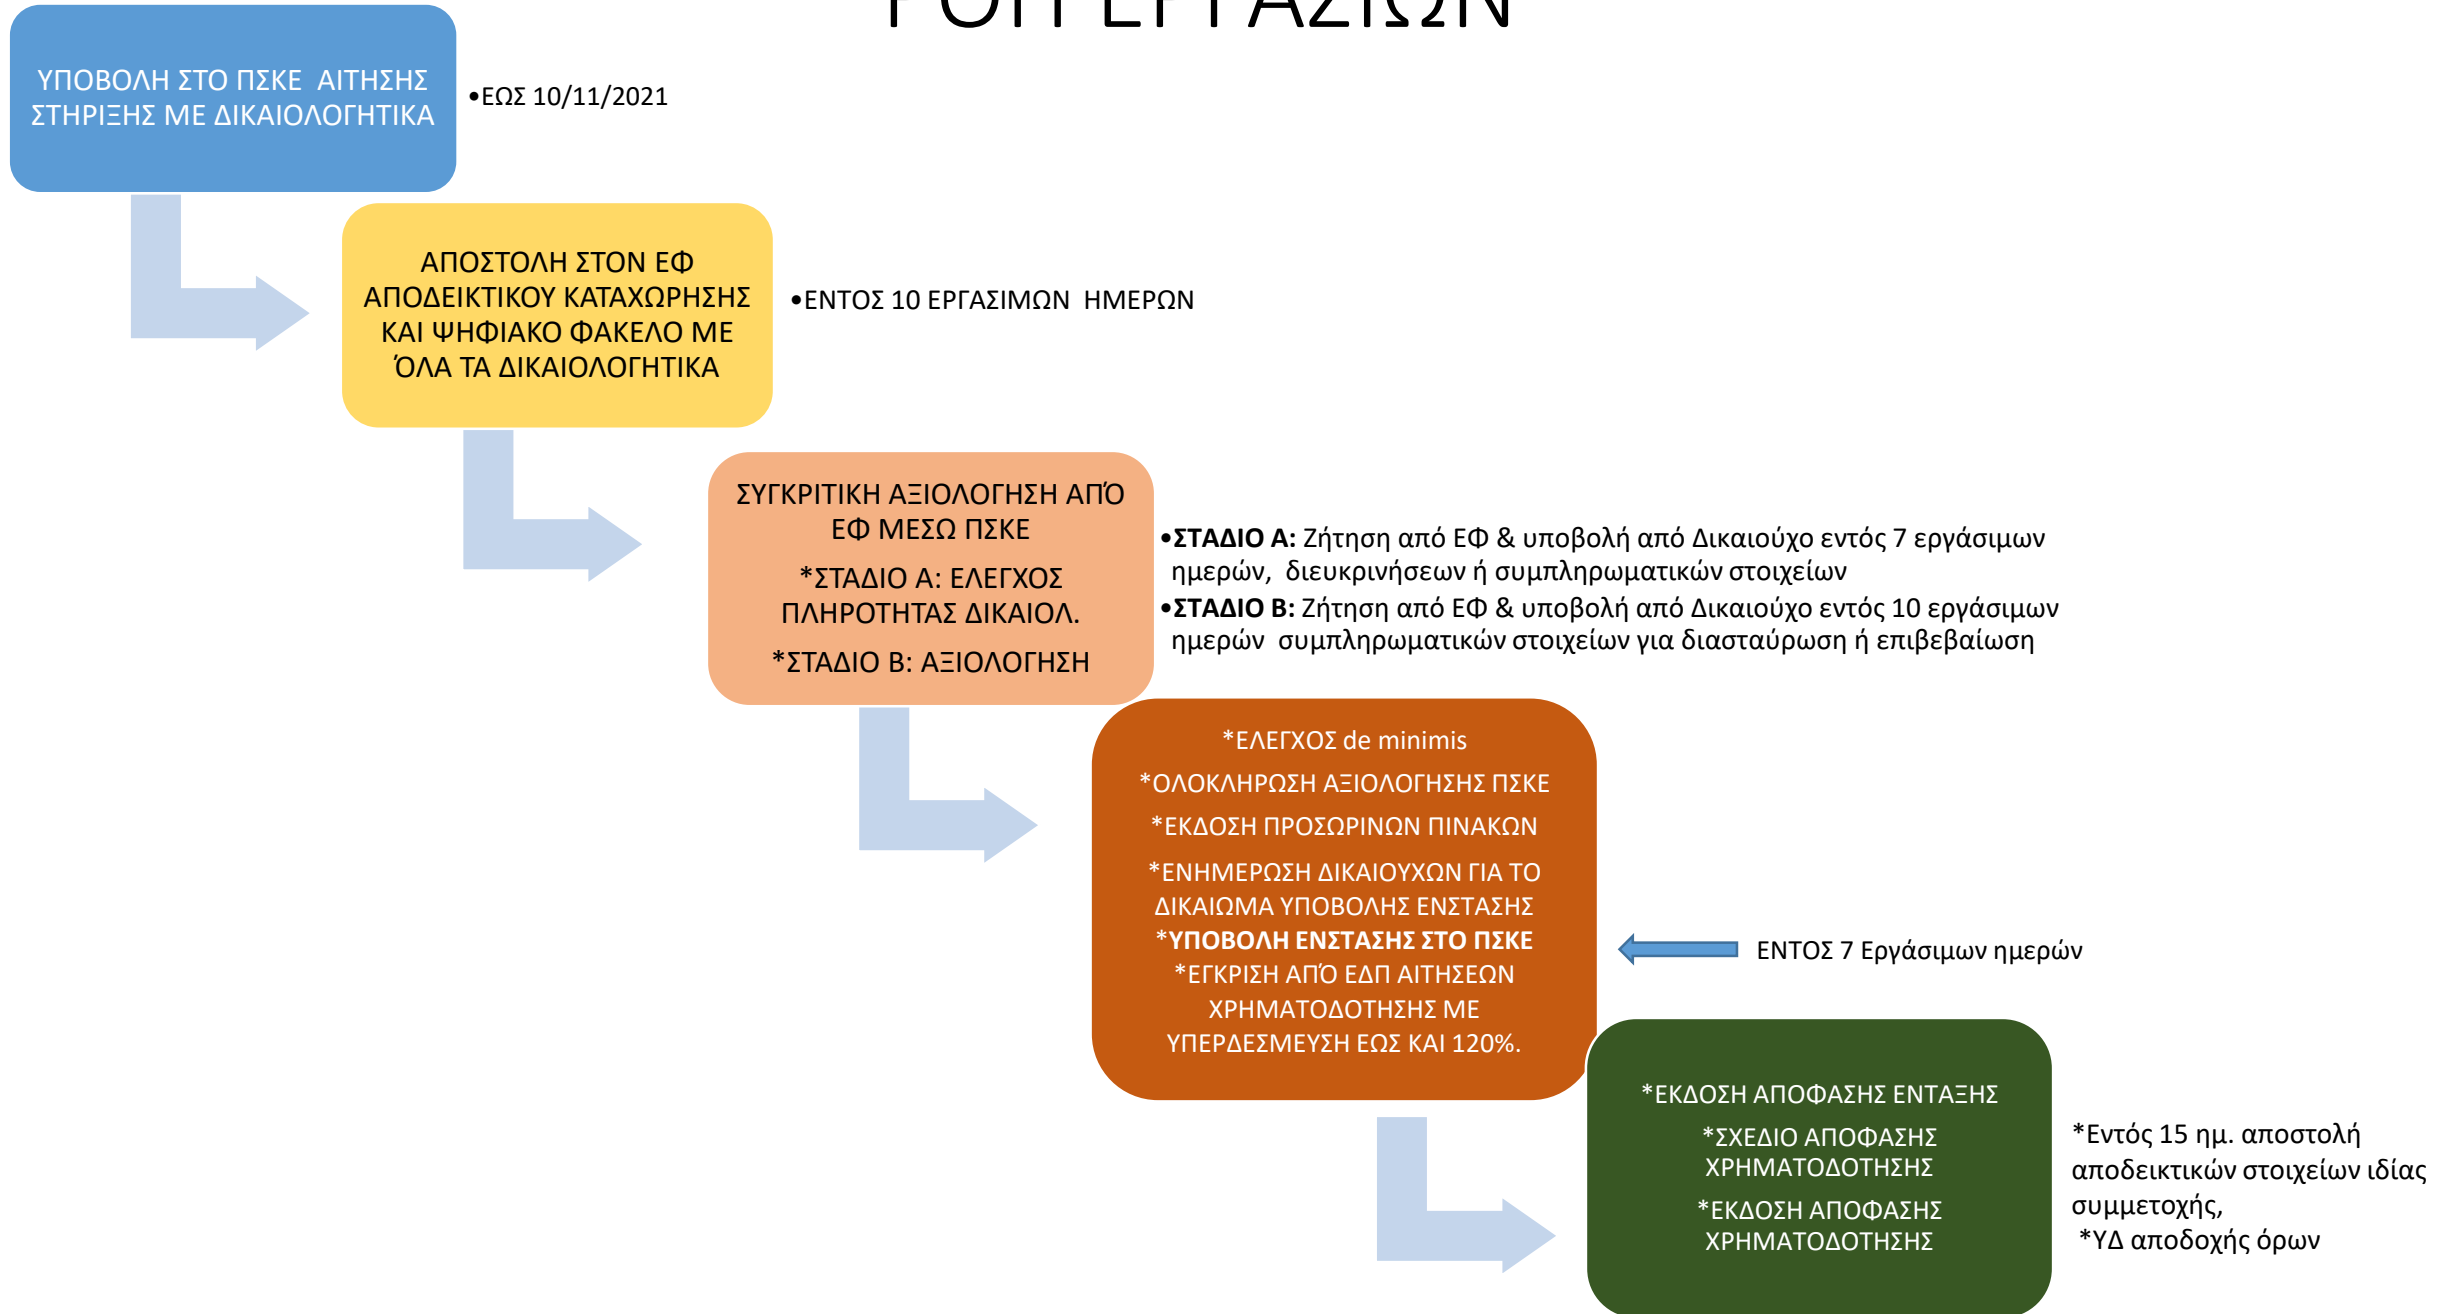 ΡΟΗ ΕΡΓΑΣΙΩΝ
ΥΠΟΒΟΛΗ ΣΤΟ ΠΣΚΕ ΑΙΤΗΣΗΣ
ΣΤΗΡΙΞΗΣ ΜΕ ΔΙΚΑΙΟΛΟΓΗΤΙΚΑ
•ΕΩΣ 10/11/2021
ΑΠΟΣΤΟΛΗ ΣΤΟΝ ΕΦ
ΑΠΟΔΕΙΚΤΙΚΟΥ ΚΑΤΑΧΩΡΗΣΗΣ
ΚΑΙ ΨΗΦΙΑΚΟ ΦΑΚΕΛΟ ΜΕ
ΌΛΑ ΤΑ ΔΙΚΑΙΟΛΟΓΗΤΙΚΑ
•ΕΝΤΟΣ 10 ΕΡΓΑΣΙΜΩΝ ΗΜΕΡΩΝ
ΣΥΓΚΡΙΤΙΚΗ ΑΞΙΟΛΟΓΗΣΗ ΑΠΌ
ΕΦ ΜΕΣΩ ΠΣΚΕ
*ΣΤΑΔΙΟ Α: ΕΛΕΓΧΟΣ
ΠΛΗΡΟΤΗΤΑΣ ΔΙΚΑΙΟΛ.
*ΣΤΑΔΙΟ Β: ΑΞΙΟΛΟΓΗΣΗ
•ΣΤΑΔΙΟ Α: Ζήτηση από ΕΦ & υποβολή από Δικαιούχο εντός 7 εργάσιμων
ημερών, διευκρινήσεων ή συμπληρωματικών στοιχείων
•ΣΤΑΔΙΟ Β: Ζήτηση από ΕΦ & υποβολή από Δικαιούχο εντός 10 εργάσιμων
ημερών συμπληρωματικών στοιχείων για διασταύρωση ή επιβεβαίωση
*ΕΛΕΓΧΟΣ de minimis
*ΟΛΟΚΛΗΡΩΣΗ ΑΞΙΟΛΟΓΗΣΗΣ ΠΣΚΕ
*ΕΚΔΟΣΗ ΠΡΟΣΩΡΙΝΩΝ ΠΙΝΑΚΩΝ
*ΕΝΗΜΕΡΩΣΗ ΔΙΚΑΙΟΥΧΩΝ ΓΙΑ ΤΟ
ΔΙΚΑΙΩΜΑ ΥΠΟΒΟΛΗΣ ΕΝΣΤΑΣΗΣ
*ΥΠΟΒΟΛΗ ΕΝΣΤΑΣΗΣ ΣΤΟ ΠΣΚΕ
*ΕΓΚΡΙΣΗ ΑΠΌ ΕΔΠ ΑΙΤΗΣΕΩΝ
ΧΡΗΜΑΤΟΔΟΤΗΣΗΣ ΜΕ
ΥΠΕΡΔΕΣΜΕΥΣΗ ΕΩΣ ΚΑΙ 120%.
ΕΝΤΟΣ 7 Εργάσιμων ημερών
*ΕΚΔΟΣΗ ΑΠΟΦΑΣΗΣ ΕΝΤΑΞΗΣ
*ΣΧΕΔΙΟ ΑΠΟΦΑΣΗΣ
ΧΡΗΜΑΤΟΔΟΤΗΣΗΣ
*ΕΚΔΟΣΗ ΑΠΟΦΑΣΗΣ
ΧΡΗΜΑΤΟΔΟΤΗΣΗΣ
*Εντός 15 ημ. αποστολή
αποδεικτικών στοιχείων ιδίας
συμμετοχής,
*ΥΔ αποδοχής όρων